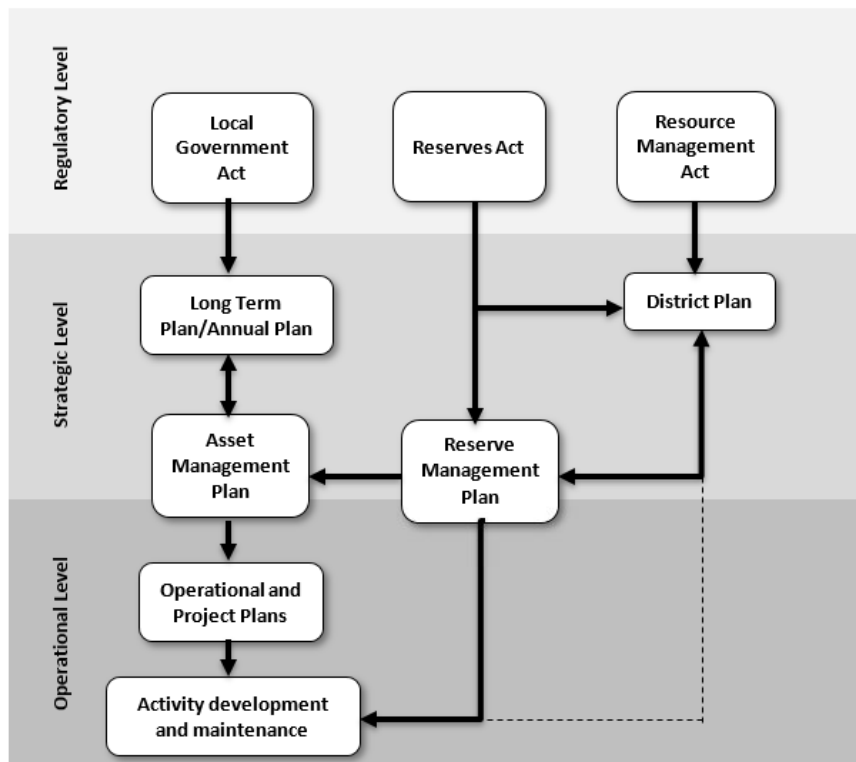 Regulatory Level
Local
Government
Act
Reserves Act
Resource
Management
Act
Strategic Level
Long Term
Plan/Annual Plan
District Plan
Asset
Management
Plan
Reserve
Management
Plan
Operational Level
Operational and
Project Plans
Activity development
and maintenance